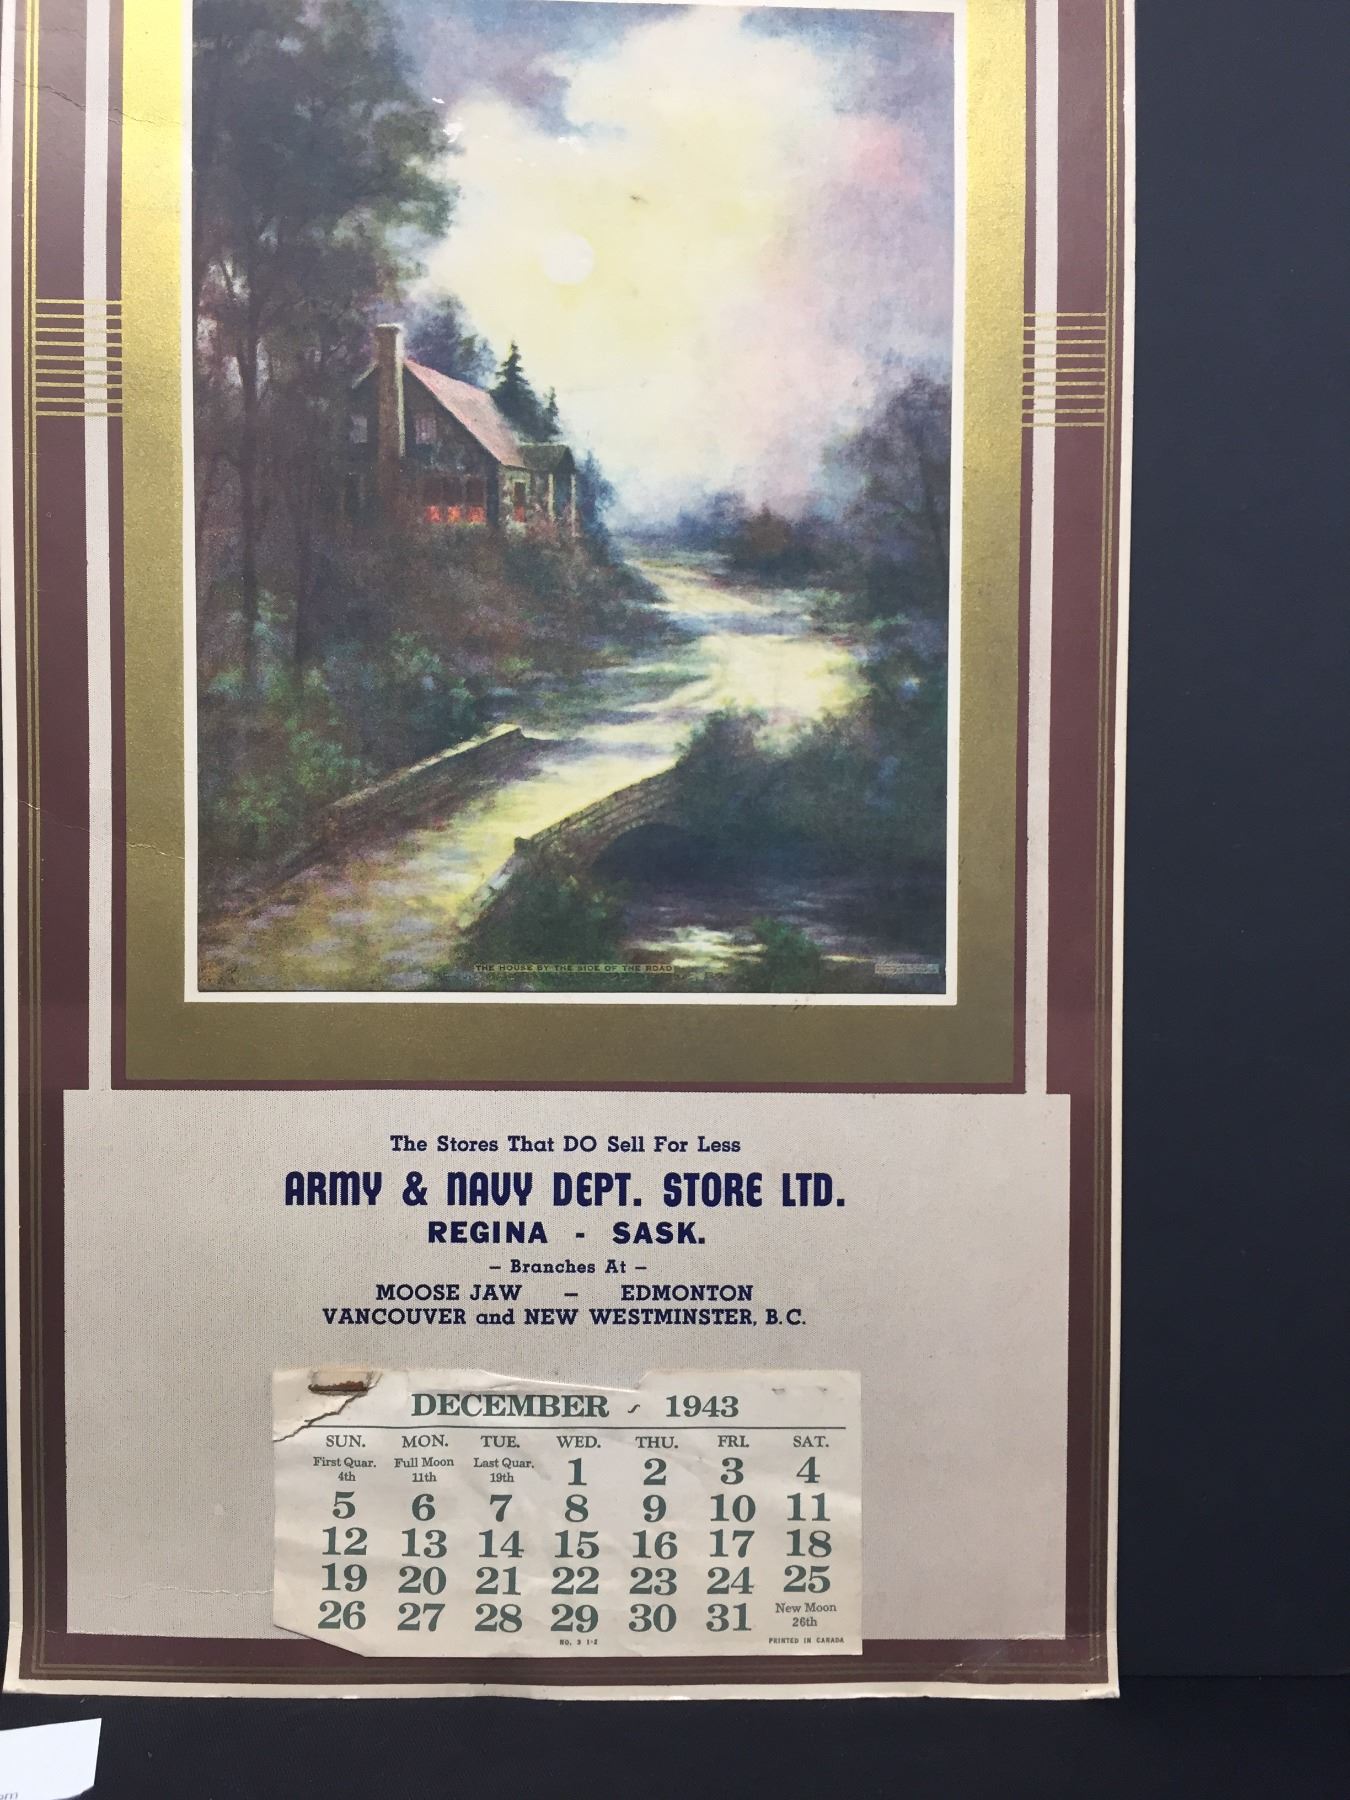 THE HOUSE BY THE SIDE OF THE ROAD
The Stores That DO Sell For Less
ARMY & NAVY DEPT. STORE LTD.
REGINA - SASK.
- Branches At -
MOOSE JAW - EDMONTON
VANCOUVER and NEW WESTMINSTER, B.C.
DECEMBER ~ 1943
SUN. MON. TUE. WED. THU. FRI. SAT.
First Quar. 4th Full Moon 11th Last Quar. 19th 1 2 3 4
5 6 7 8 9 10 11
12 13 14 15 16 17 18
19 20 21 22 23 24 25
26 27 28 29 30 31 New Moon 26th
NO. 3 1-2 PRINTED IN CANADA